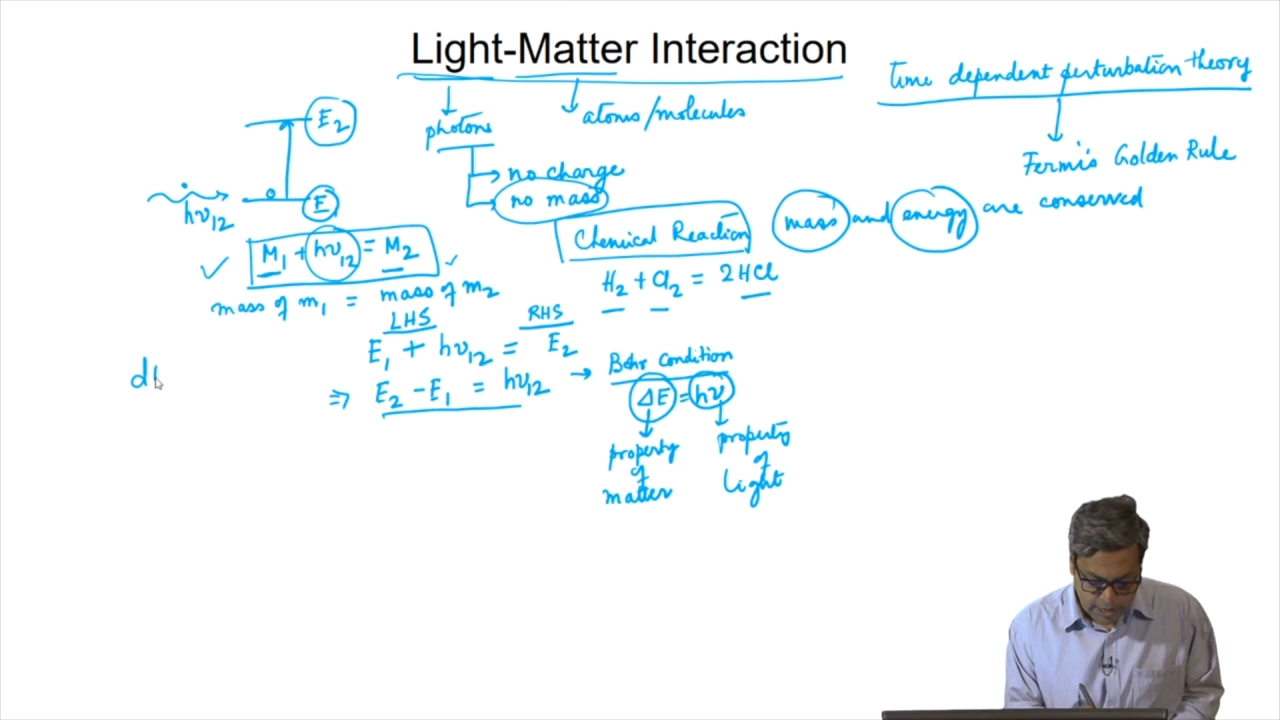 Light-Matter Interaction
Time dependent perturbation theory
E2
photons
atoms/molecules
Fermi's Golden Rule
no change
hν12
E
no mass
mass and energy are conserved
Chemical Reaction
M1 + hν12 = M2
H2 + Cl2 = 2HCl
mass of m1 = mass of m2
LHS
RHS
E1 + hν12 = E2
Bohr Condition
⇒ E2 - E1 = hν12 →
ΔE = hν
property of matter
property of light